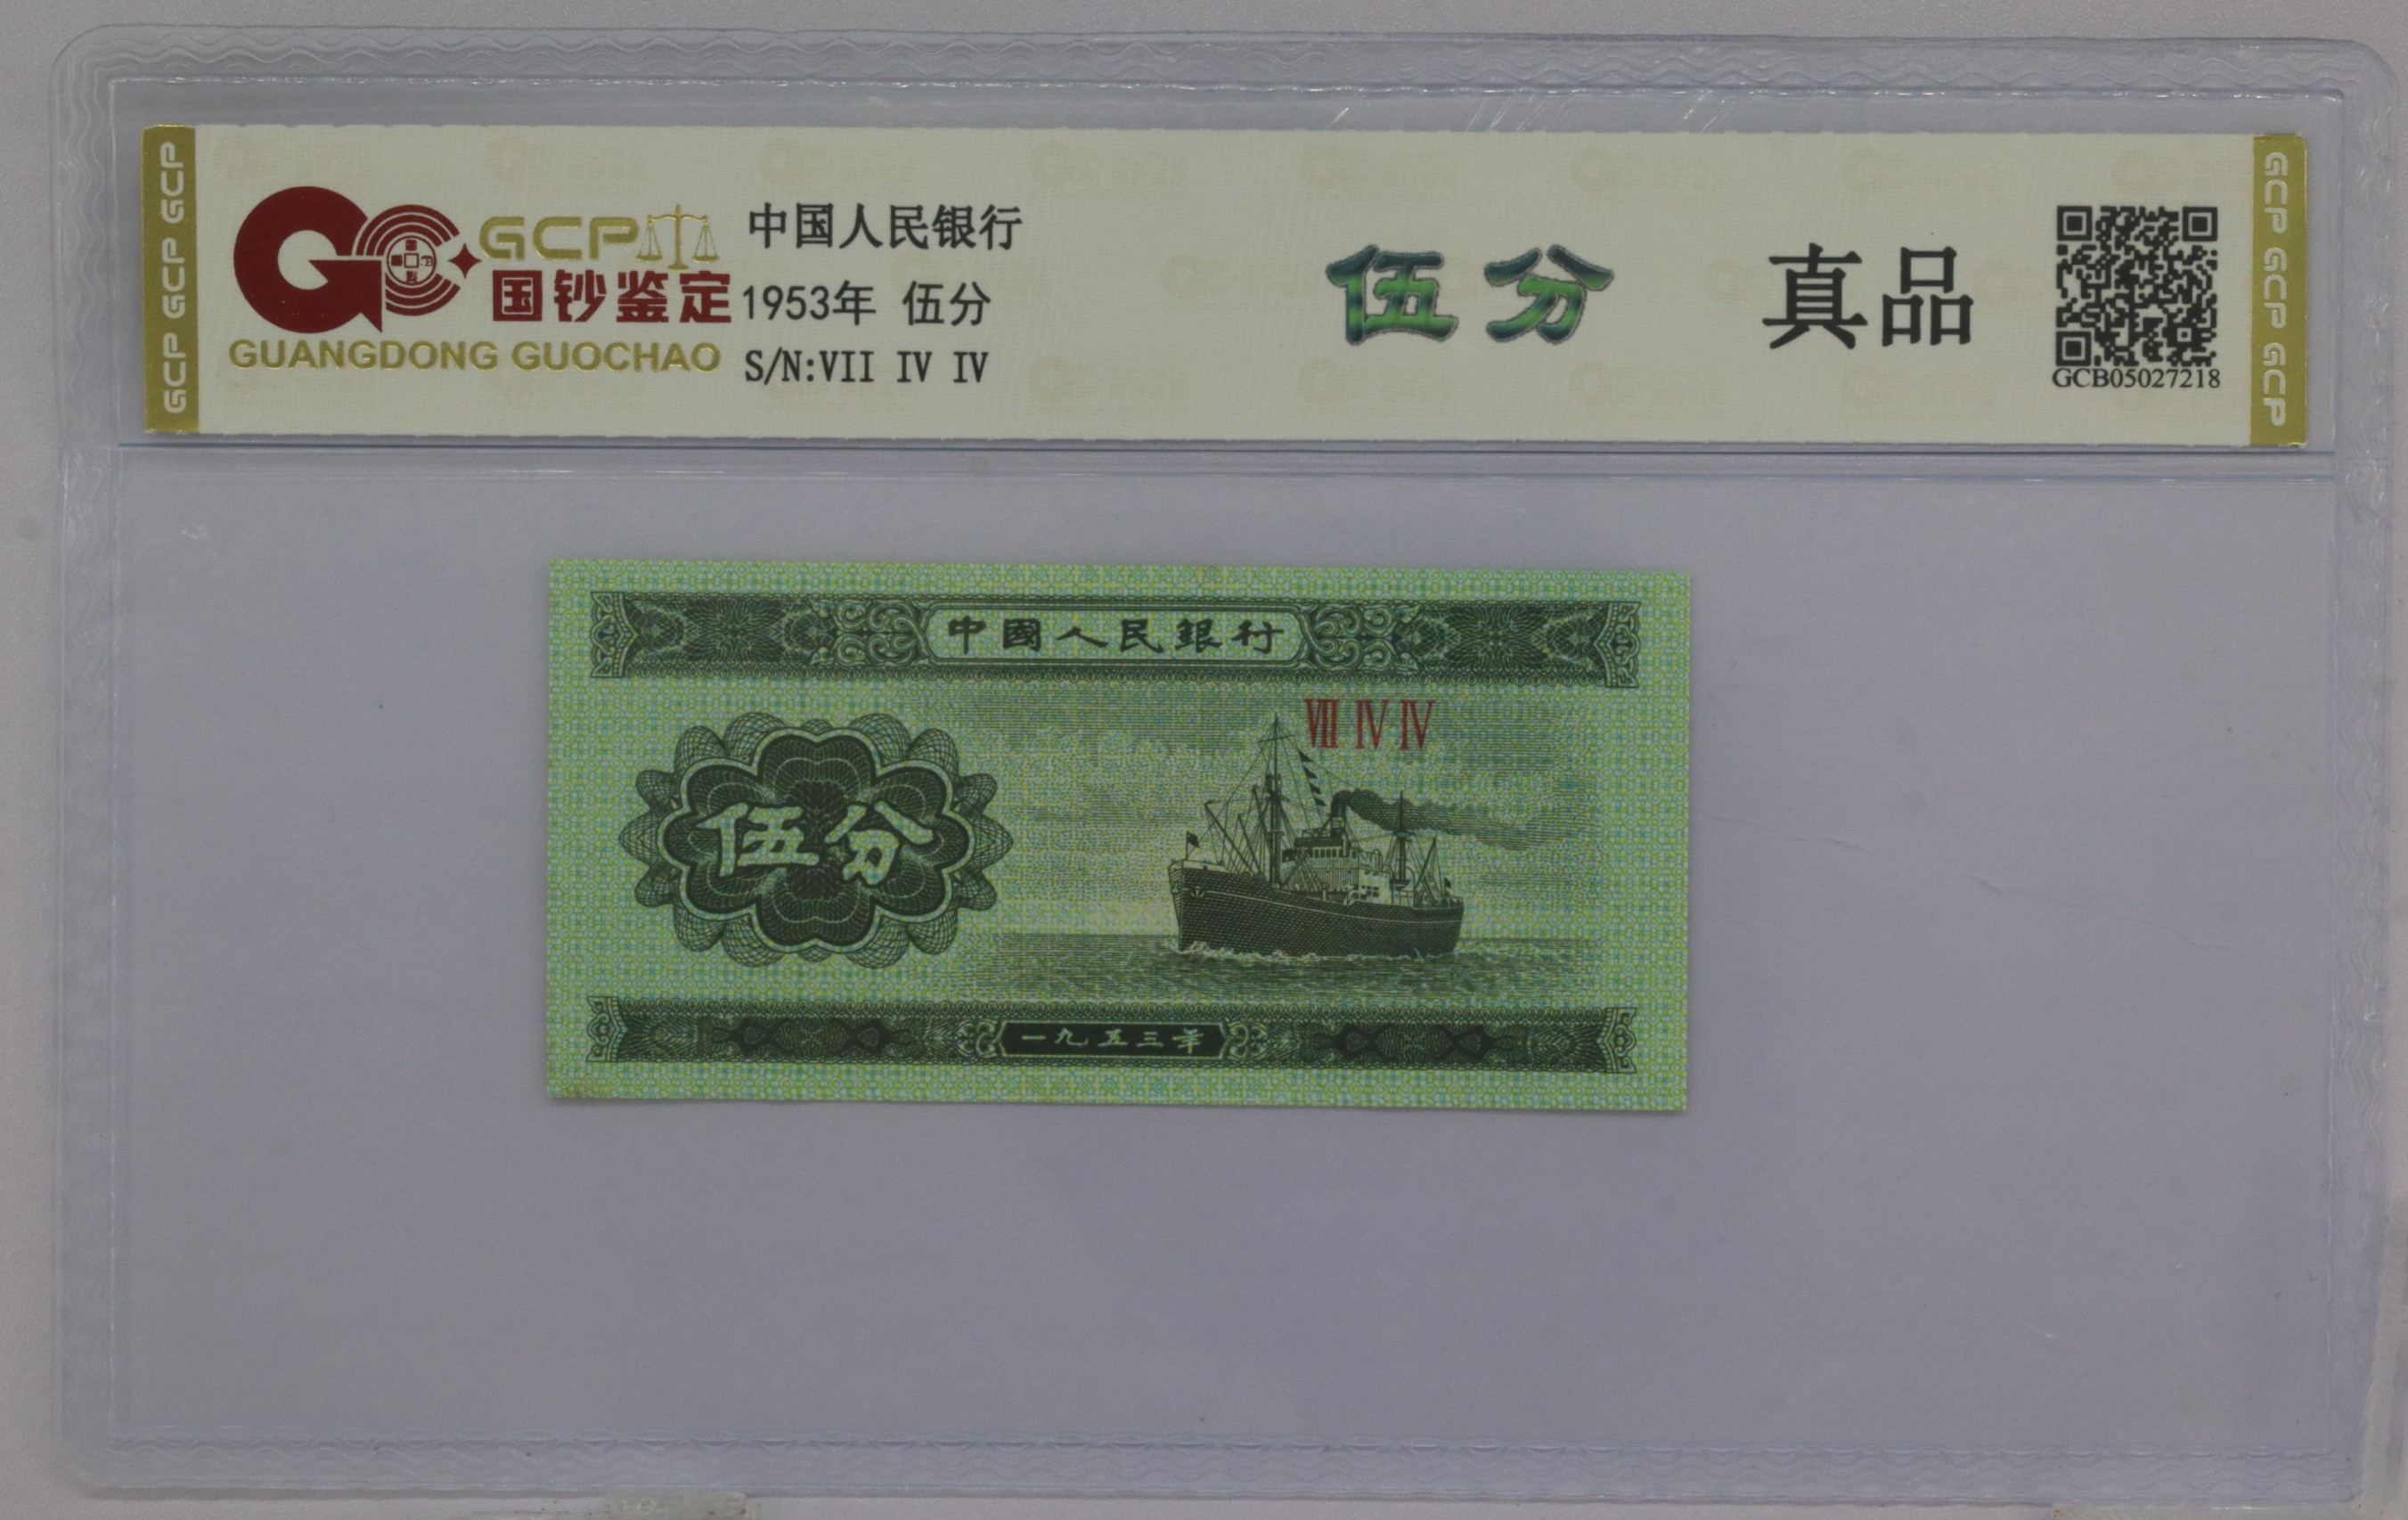 GCP GCP GCP
GCP
国钞鉴定
GUANGDONG GUOCHAO
中国人民银行
1953年 伍分
S/N:VII IV IV
伍分
真品
GCB05027218
GCP GCP GCP
中國人民銀行
VII IV IV
伍分
一九五三年